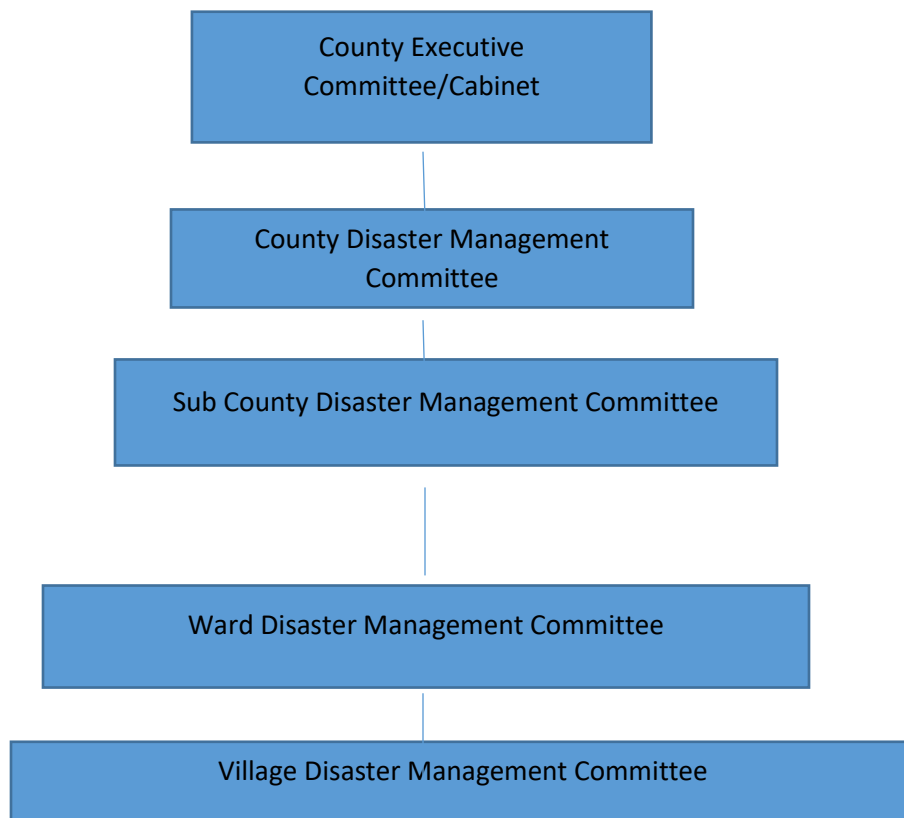 County Executive
Committee/Cabinet
County Disaster Management
Committee
Sub County Disaster Management Committee
Ward Disaster Management Committee
Village Disaster Management Committee